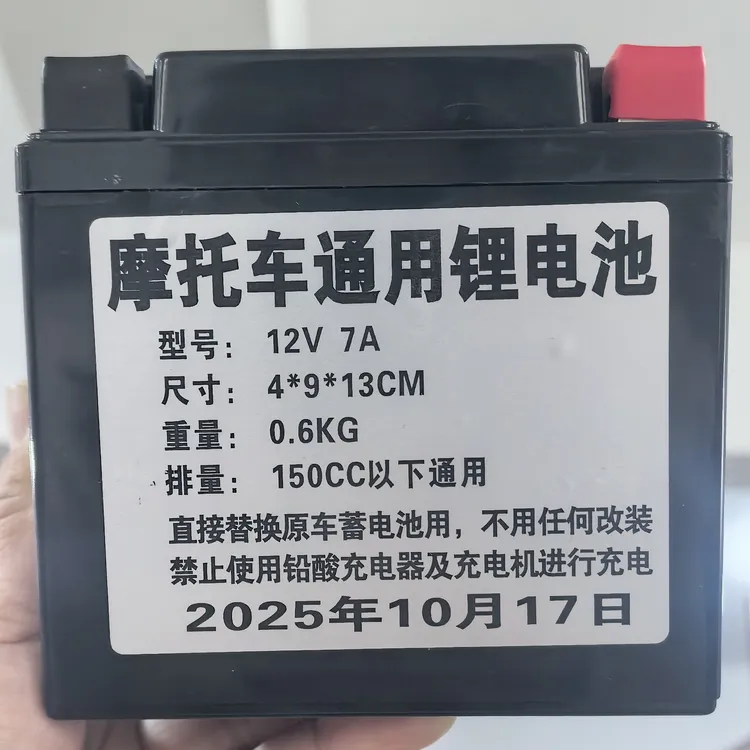 摩托车通用锂电池
型号：12V 7A
尺寸：4*9*13CM
重量：0.6KG
排量：150CC以下通用
直接替换原车蓄电池用，不用任何改装
禁止使用铅酸充电器及充电机进行充电
2025年10月17日